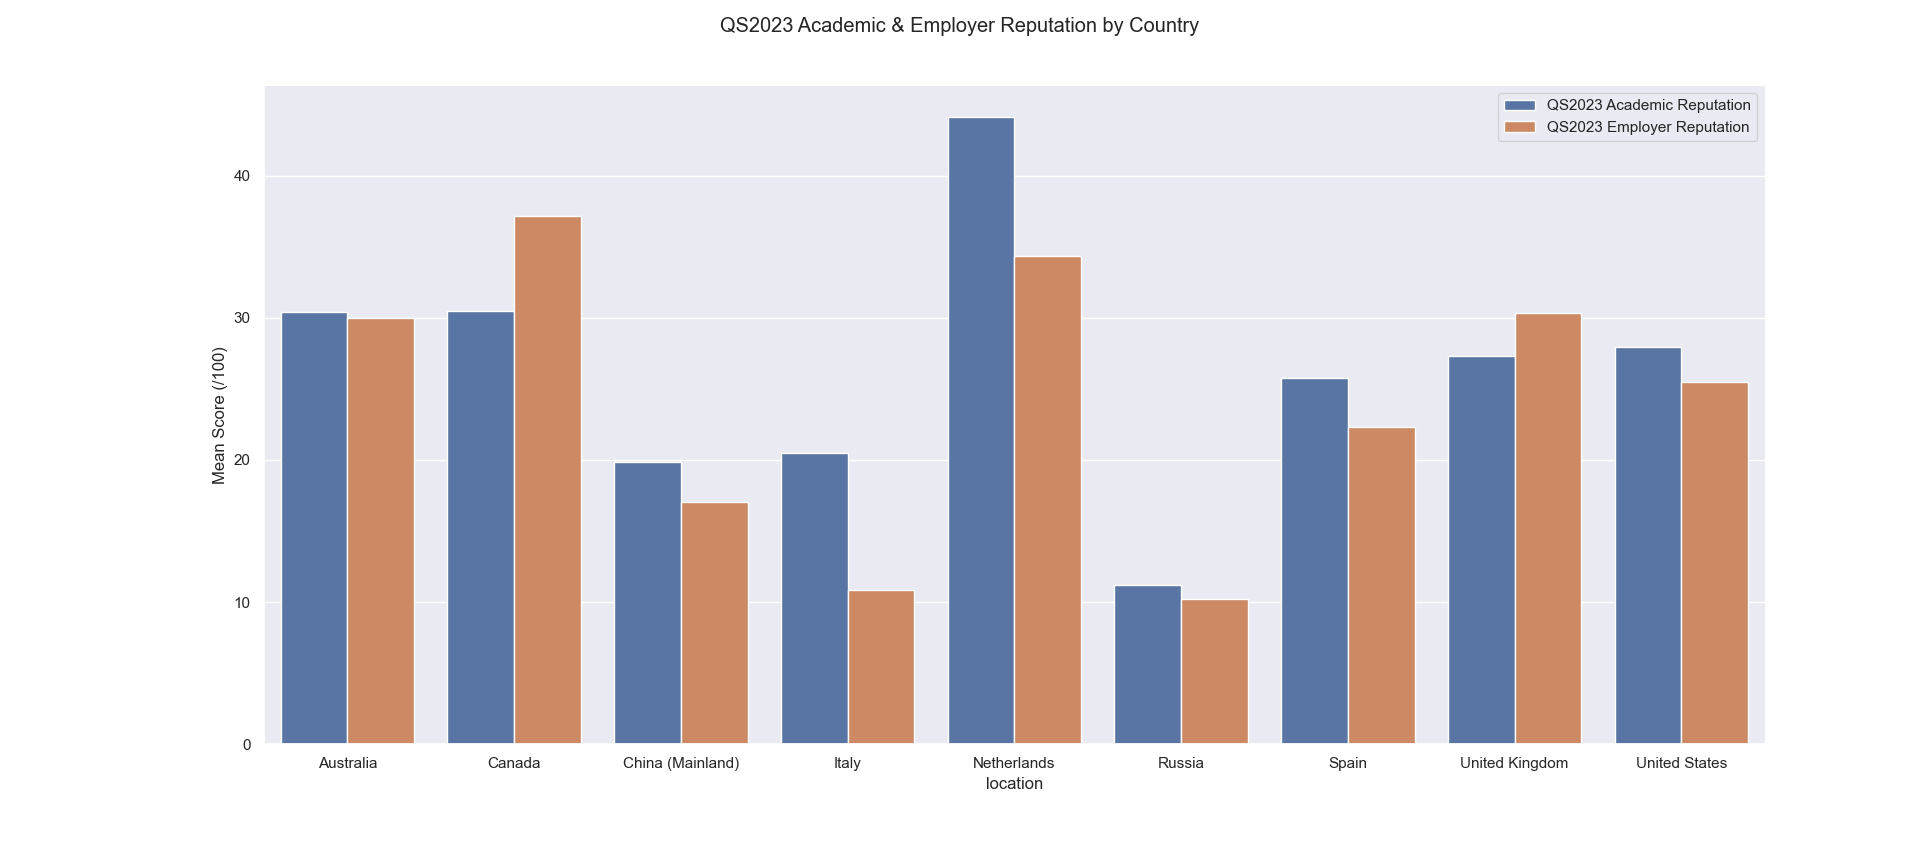 QS2023 Academic & Employer Reputation by Country
QS2023 Academic Reputation
QS2023 Employer Reputation
Mean Score (/100)
40
30
20
10
0
Australia Canada China (Mainland) Italy Netherlands Russia Spain United Kingdom United States
location